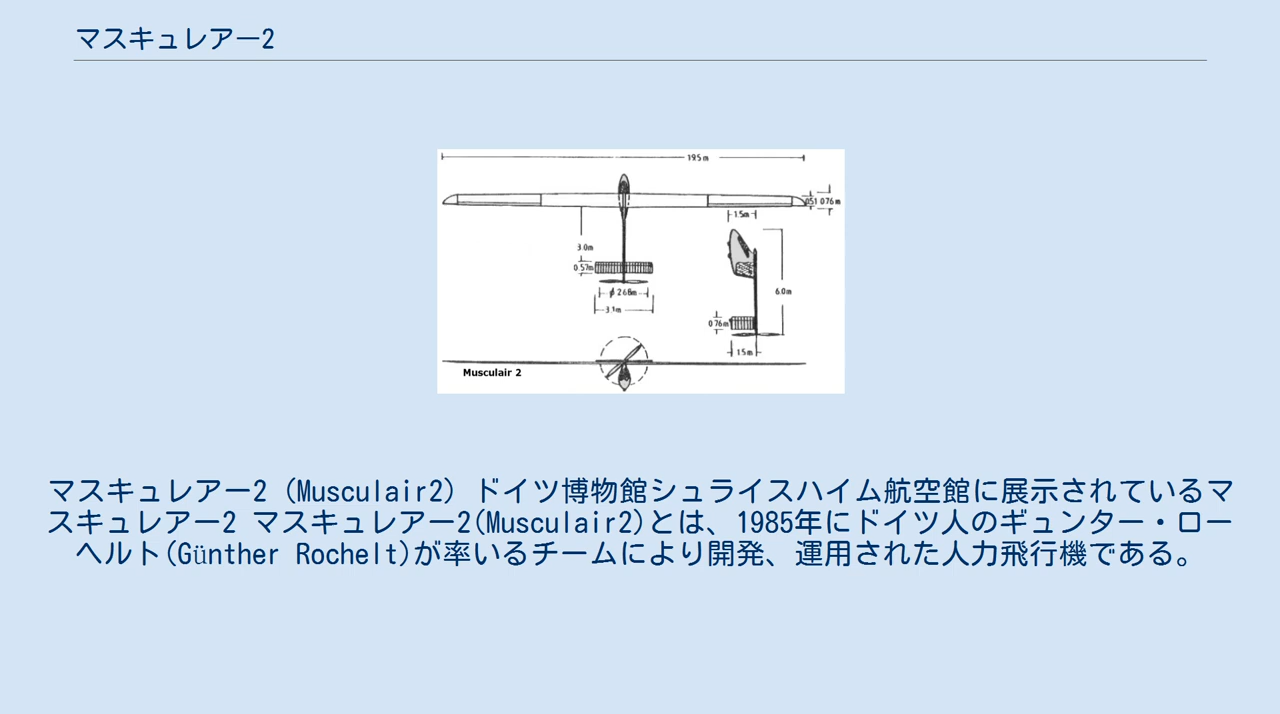 マスキュレアー2
19.5m
0.51 0.76m
1.5m
3.0m
0.57m
6.0m
ϕ 2.68m
3.1m
0.76m
1.5m
Musculair 2
マスキュレアー2 (Musculair2) ドイツ博物館シュライスハイム航空館に展示されているマ
スキュレアー2 マスキュレアー2(Musculair2)とは、1985年にドイツ人のギュンター・ロー
ヘルト(Günther Rochelt)が率いるチームにより開発、運用された人力飛行機である。